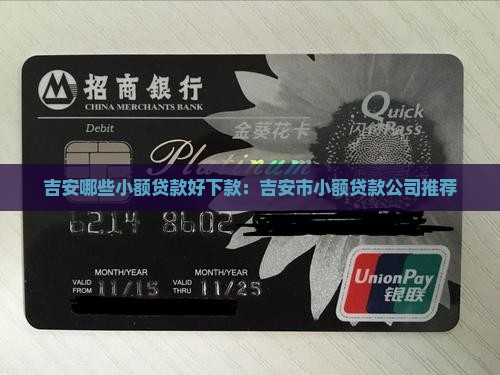 招商银行
CHINA MERCHANTS BANK
Debit
金葵花卡
Quick
闪付Pass
Platinum
吉安哪些小额贷款好下款：吉安市小额贷款公司推荐
6214 8602
MONTH/YEAR MONTH/YEAR
VALID FROM 11/15 VALID THRU 11/25
UnionPay
银联